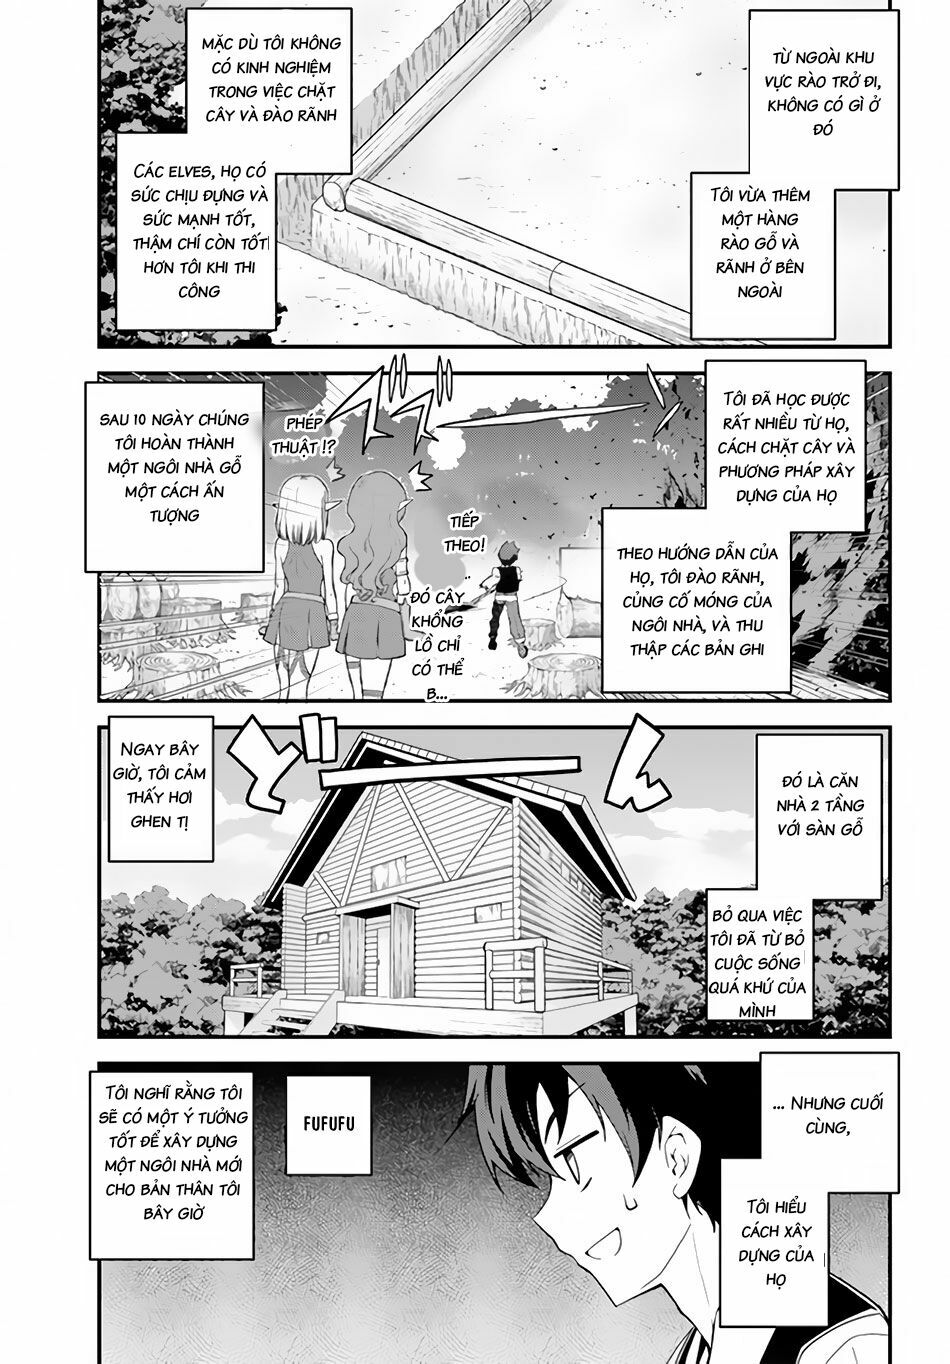 TỪ NGOÀI KHU
VỰC RÀO TRỞ ĐI,
KHÔNG CÓ GÌ Ở
ĐÓ
TÔI VỪA THÊM
MỘT HÀNG
RÀO GỖ VÀ
RÃNH Ở BÊN
NGOÀI
MẶC DÙ TÔI KHÔNG
CÓ KINH NGHIỆM
TRONG VIỆC CHẶT
CÂY VÀ ĐÀO RÃNH
CÁC ELVES, HỌ CÓ
SỨC CHỊU ĐỰNG VÀ
SỨC MẠNH TỐT,
THẬM CHÍ CÒN TỐT
HƠN TÔI KHI THI
CÔNG
TÔI ĐÃ HỌC ĐƯỢC
RẤT NHIỀU TỪ HỌ,
CÁCH CHẶT CÂY VÀ
PHƯƠNG PHÁP XÂY
DỰNG CỦA HỌ
THEO HƯỚNG DẪN CỦA
HỌ, TÔI ĐÀO RÃNH,
CỦNG CỐ MÓNG CỦA
NGÔI NHÀ, VÀ THU
THẬP CÁC BẢN GHI
TIẾP
THEO!
..
ĐÓ CÂY
KHỔNG
LỒ CHỈ
CÓ THỂ
B...
PHÉP
THUẬT !?
SAU 10 NGÀY CHÚNG
TÔI HOÀN THÀNH
MỘT NGÔI NHÀ GỖ
MỘT CÁCH ẤN
TƯỢNG
ĐÓ LÀ CĂN
NHÀ 2 TẦNG
VỚI SÀN GỖ
BỎ QUA VIỆC
TÔI ĐÃ TỪ BỎ
CUỘC SỐNG
QUÁ KHỨ CỦA
MÌNH
NGAY BÂY
GIỜ, TÔI CẢM
THẤY HƠI
GHEN TỊ
... NHƯNG CUỐI
CÙNG,
TÔI HIỂU
CÁCH XÂY
DỰNG CỦA
HỌ
FUFUFU
TÔI NGHĨ RẰNG TÔI
SẼ CÓ MỘT Ý TƯỞNG
TỐT ĐỂ XÂY DỰNG
MỘT NGÔI NHÀ MỚI
CHO BẢN THÂN TÔI
BÂY GIỜ